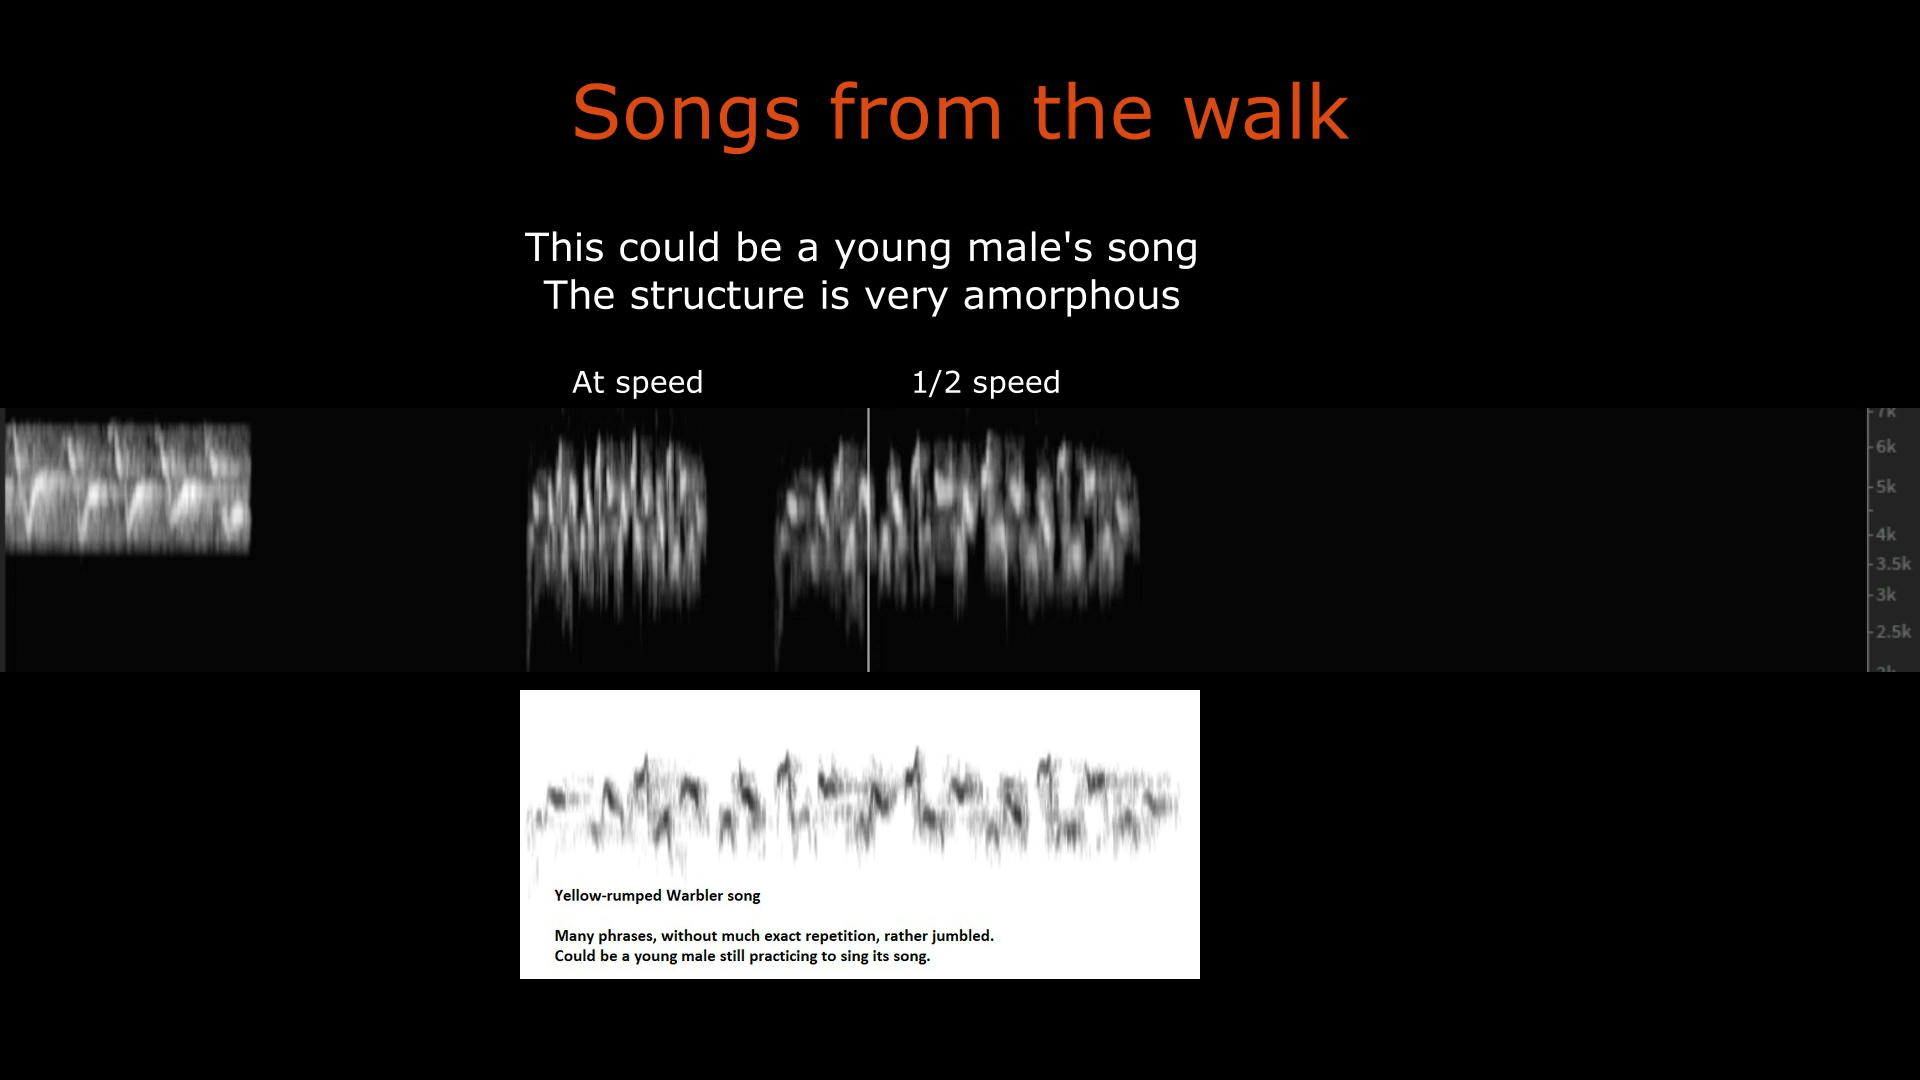 Songs from the walk
This could be a young male's song
The structure is very amorphous
At speed
1/2 speed
7k
6k
5k
4k
3.5k
3k
2.5k
Yellow-rumped Warbler song
Many phrases, without much exact repetition, rather jumbled.
Could be a young male still practicing to sing its song.